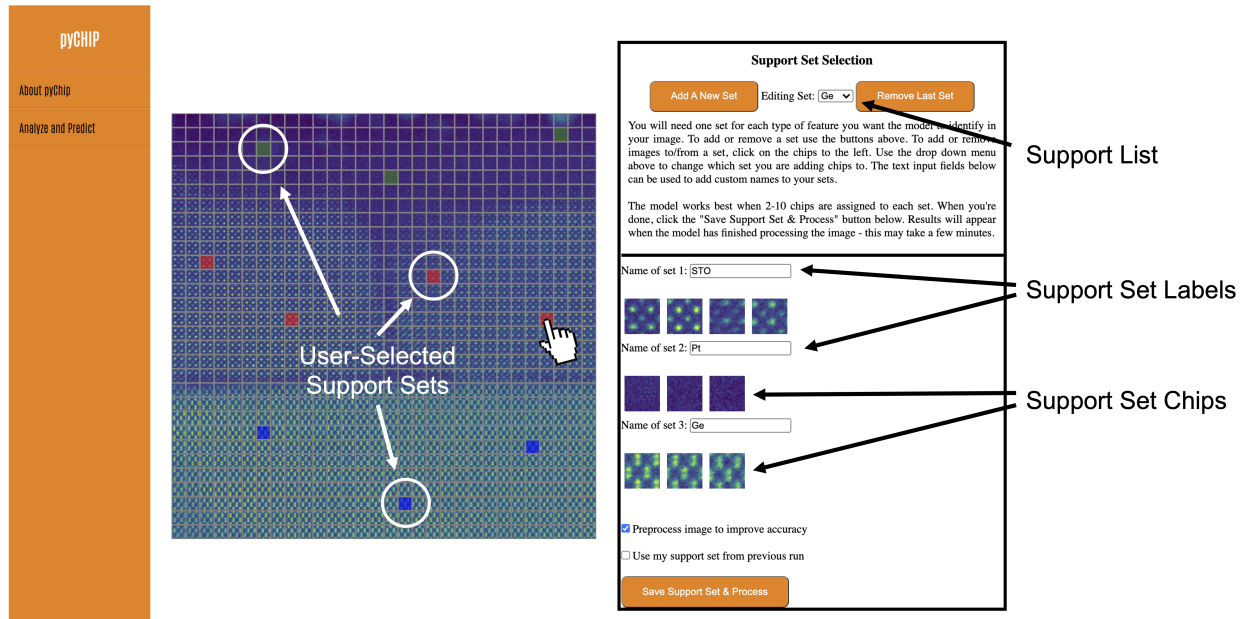 pyCHIP
About pyChip
Analyze and Predict
User-Selected
Support Sets
Support Set Selection
Add A New Set Editing Set: Ge Remove Last Set
You will need one set for each type of feature you want the model to identify in
your image. To add or remove a set use the buttons above. To add or remove
images to/from a set, click on the chips to the left. Use the drop down menu
above to change which set you are adding chips to. The text input fields below
can be used to add custom names to your sets.
The model works best when 2-10 chips are assigned to each set. When you're
done, click the "Save Support Set & Process" button below. Results will appear
when the model has finished processing the image - this may take a few minutes.
Name of set 1: STO
Name of set 2: Pt
Name of set 3: Ge
Preprocess image to improve accuracy
Use my support set from previous run
Save Support Set & Process
Support List
Support Set Labels
Support Set Chips